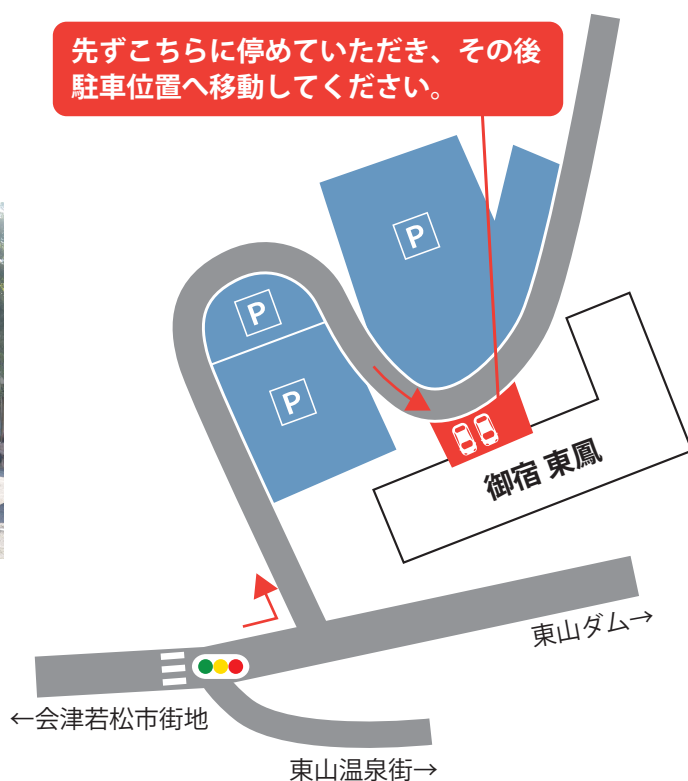 先ずこちらに停めていただき、その後
駐車位置へ移動してください。
P
P
P
御宿 東鳳
東山ダム→
←会津若松市街地
東山温泉街→